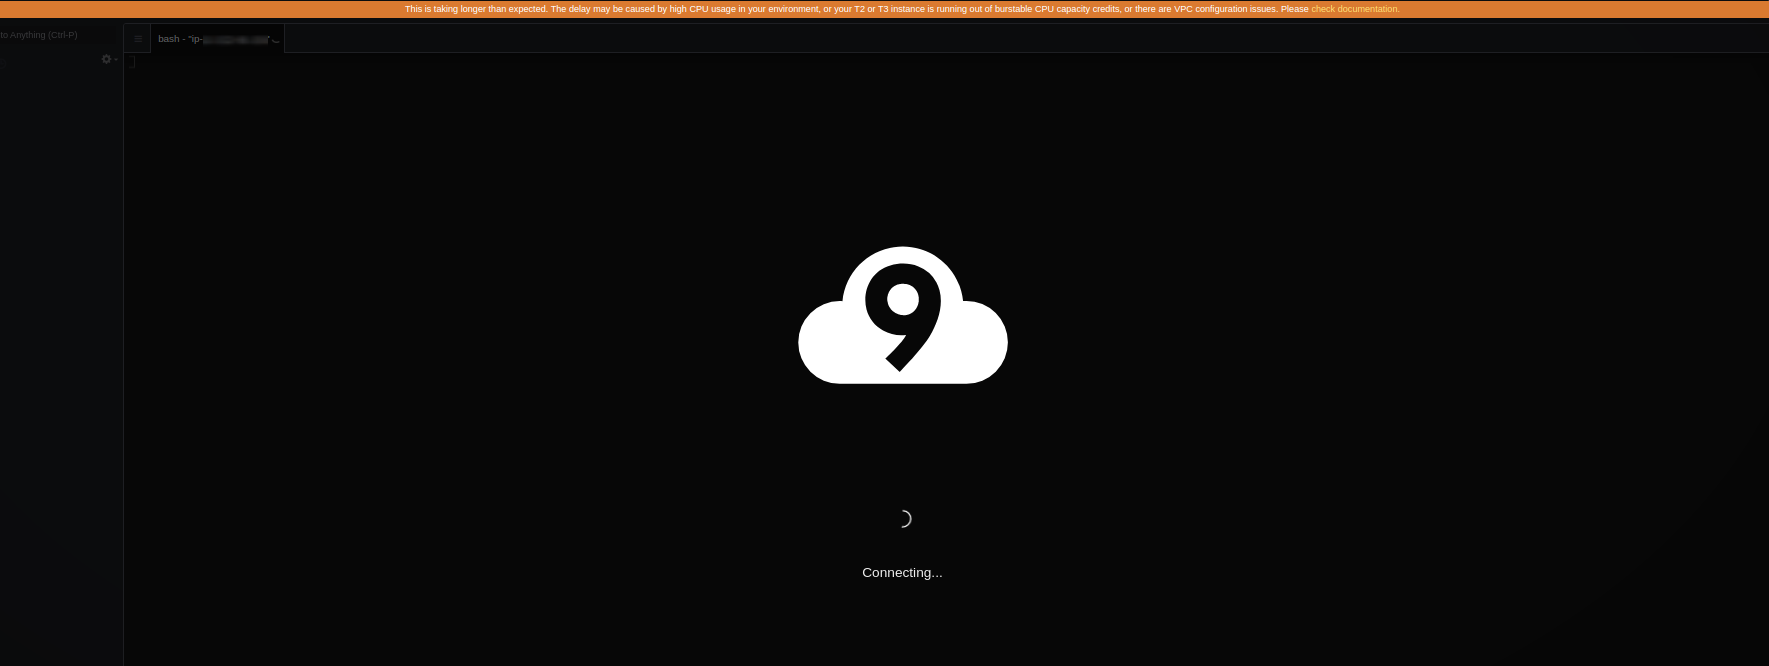 This is taking longer than expected. The delay may be caused by high CPU usage in your environment, or your T2 or T3 instance is running out of burstable CPU capacity credits, or there are VPC configuration issues. Please check documentation.
to Anything (Ctrl-P)
bash - "ip-
9
Connecting...